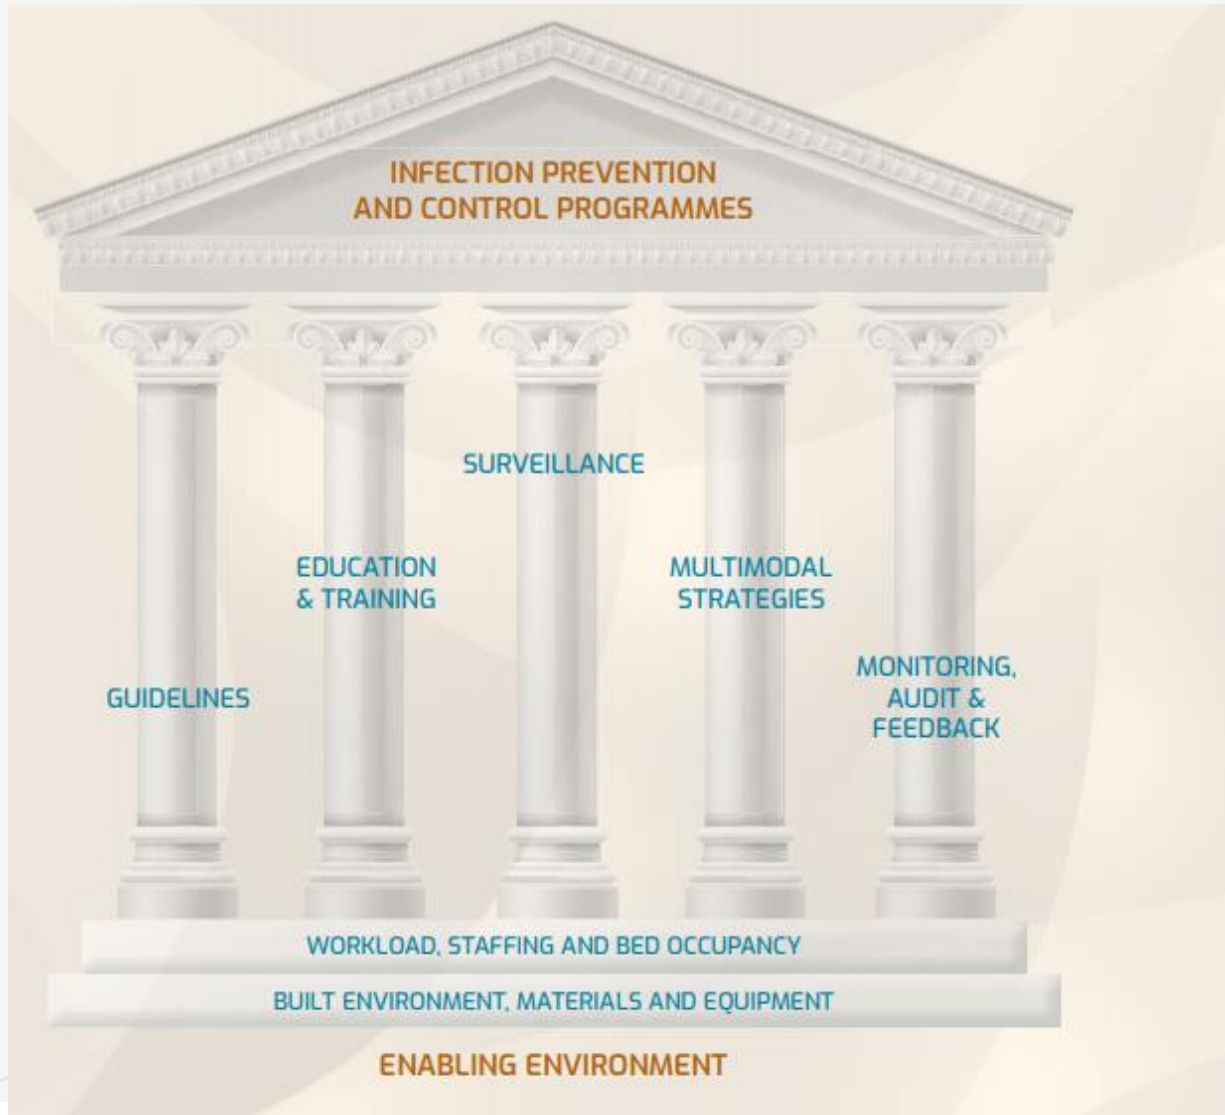 INFECTION PREVENTION
AND CONTROL PROGRAMMES
SURVEILLANCE
EDUCATION
& TRAINING
MULTIMODAL
STRATEGIES
GUIDELINES
MONITORING,
AUDIT &
FEEDBACK
WORKLOAD, STAFFING AND BED OCCUPANCY
BUILT ENVIRONMENT, MATERIALS AND EQUIPMENT
ENABLING ENVIRONMENT